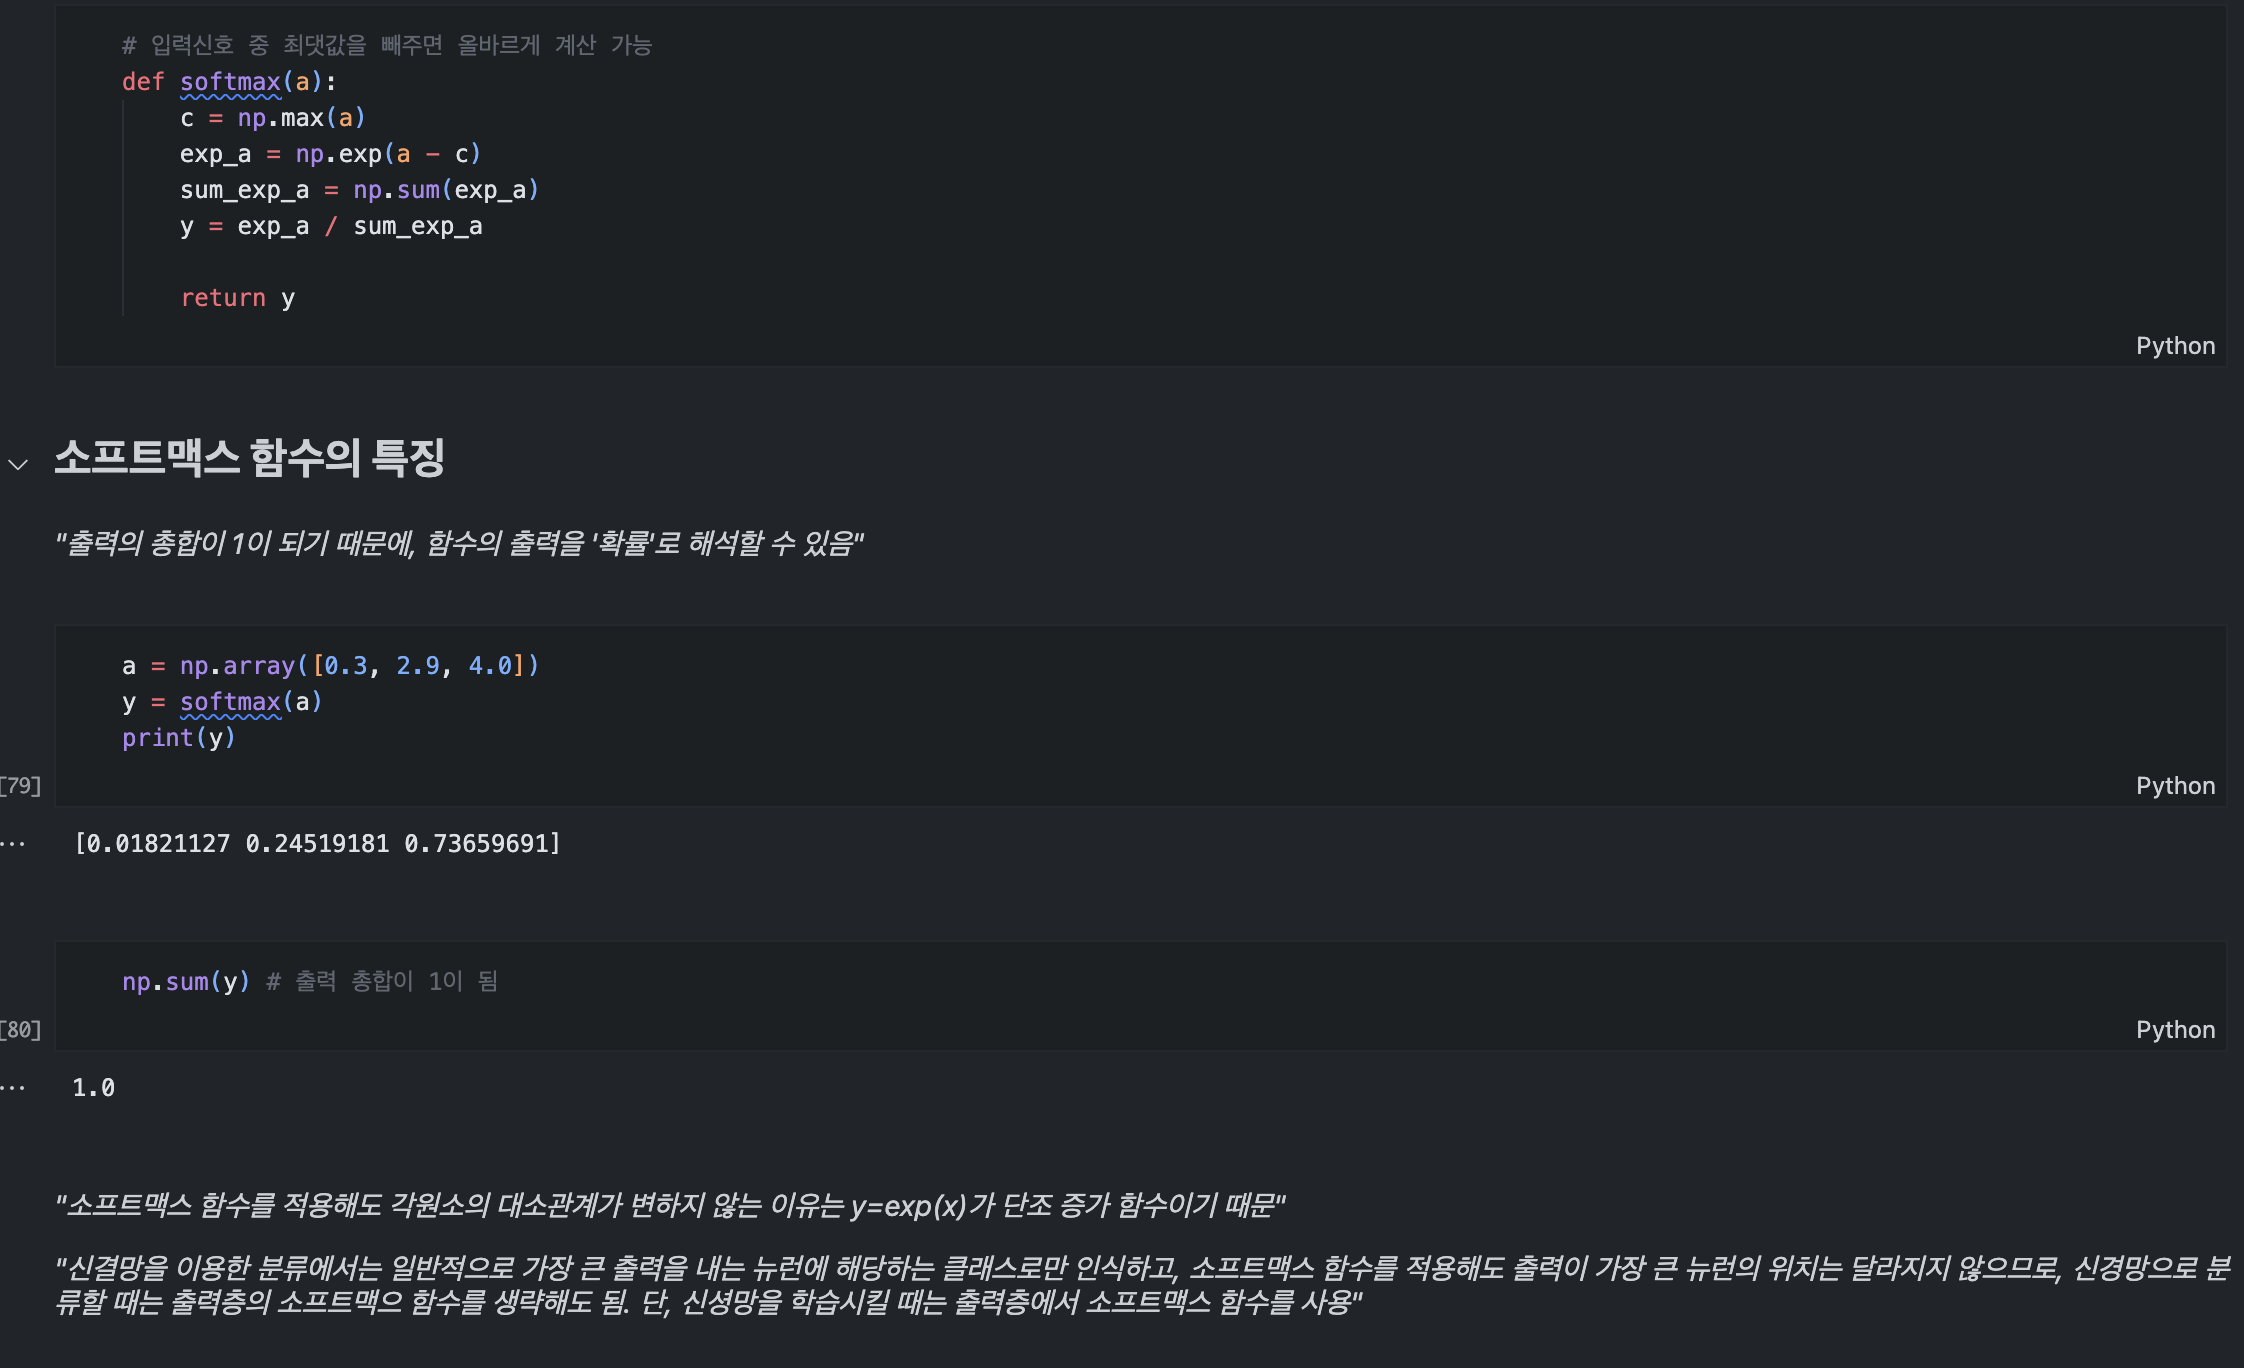 # 입력신호 중 최댓값을 빼주면 올바르게 계산 가능
def softmax(a):
    c = np.max(a)
    exp_a = np.exp(a - c)
    sum_exp_a = np.sum(exp_a)
    y = exp_a / sum_exp_a
    return y
Python
소프트맥스 함수의 특징
"출력의 총합이 1이 되기 때문에, 함수의 출력을 '확률'로 해석할 수 있음"
a = np.array([0.3, 2.9, 4.0])
y = softmax(a)
print(y)
[79]
Python
... [0.01821127 0.24519181 0.73659691]
np.sum(y) # 출력 총합이 1이 됨
[80]
Python
... 1.0
"소프트맥스 함수를 적용해도 각원소의 대소관계가 변하지 않는 이유는 y=exp(x)가 단조 증가 함수이기 때문"
"신결망을 이용한 분류에서는 일반적으로 가장 큰 출력을 내는 뉴런에 해당하는 클래스로만 인식하고, 소프트맥스 함수를 적용해도 출력이 가장 큰 뉴런의 위치는 달라지지 않으므로, 신경망으로 분
류할 때는 출력층의 소프트맥으 함수를 생략해도 됨. 단, 신셩망을 학습시킬 때는 출력층에서 소프트맥스 함수를 사용"